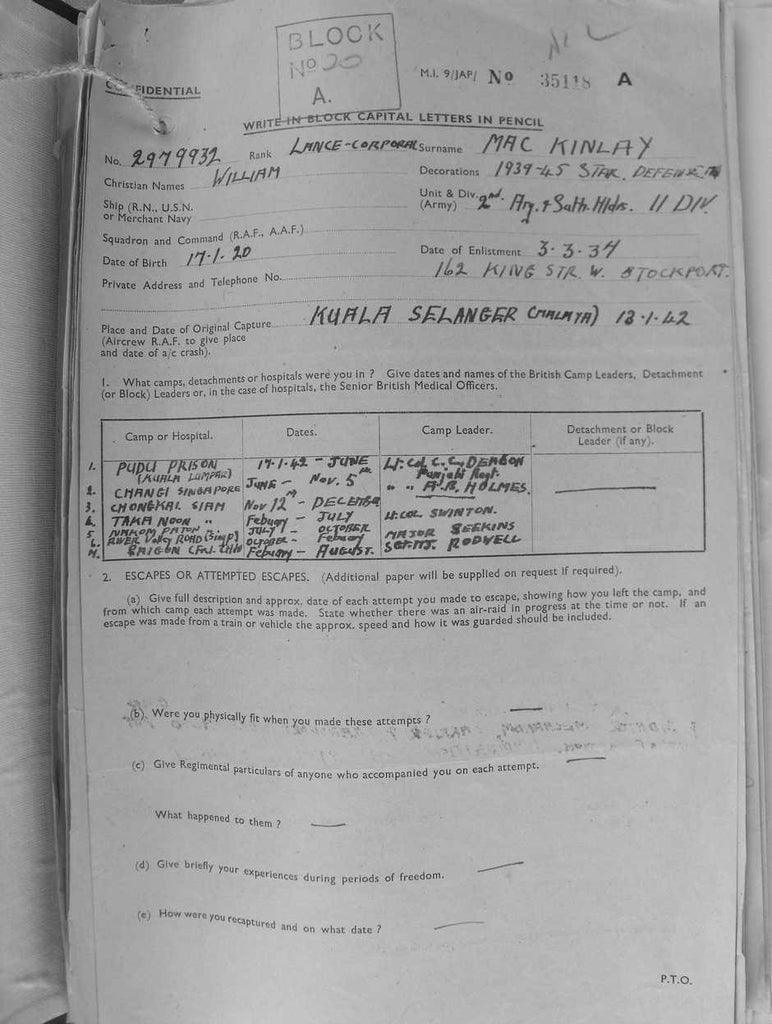 BLOCK
No 20
A.
CONFIDENTIAL
M.I. 9/JAP/ No 35118 A
WRITE IN BLOCK CAPITAL LETTERS IN PENCIL
No. 2979932 Rank LANCE-CORPORAL Surname MAC KINLAY
Christian Names WILLIAM Decorations 1939-45 STAR. DEFENSE
Ship (R.N., U.S.N. or Merchant Navy
Unit & Div. (Army) 2nd Arg. & Suth. Hldrs. 11 DIV.
Squadron and Command (R.A.F., A.A.F.)
Date of Birth 17.1.20 Date of Enlistment 3.3.37
Private Address and Telephone No. 162 KING STR. W. STOCKPORT.
Place and Date of Original Capture KUALA SELANGER (MALAYA) 13.1.42
(Aircrew R.A.F. to give place
and date of a/c crash).
1. What camps, detachments or hospitals were you in ? Give dates and names of the British Camp Leaders, Detachment
(or Block) Leaders or, in the case of hospitals, the Senior British Medical Officers.
Camp or Hospital. Dates. Camp Leader. Detachment or Block
Leader (if any).
1. PUDU PRISON 17.1.42 - JUNE Lt. Col. C. C. DEAKON
(KUALA LUMPAR) Punjabi Regt.
2. CHANGI SINGAPORE JUNE - Nov. 5th " " A.R. HOLMES.
3. CHONGKAI SIAM Nov 12th - DECEMBER
4. TAKA NOON " Febuary - JULY Lt. COL SWINTON.
5 NAKOM PATON " JULY - OCTOBER MAJOR SEEKINS
6. RIVER VALLEY ROAD (SING) OCTOBER - Febuary
SAIGON Febuary - AUGUST. SGT-MJ. RODWELL
2. ESCAPES OR ATTEMPTED ESCAPES. (Additional paper will be supplied on request if required).
(a) Give full description and approx. date of each attempt you made to escape, showing how you left the camp, and
from which camp each attempt was made. State whether there was an air-raid in progress at the time or not. If an
escape was made from a train or vehicle the approx. speed and how it was guarded should be included.
(b) Were you physically fit when you made these attempts ?
(c) Give Regimental particulars of anyone who accompanied you on each attempt.
What happened to them ?
(d) Give briefly your experiences during periods of freedom.
(e) How were you recaptured and on what date ?
P.T.O.